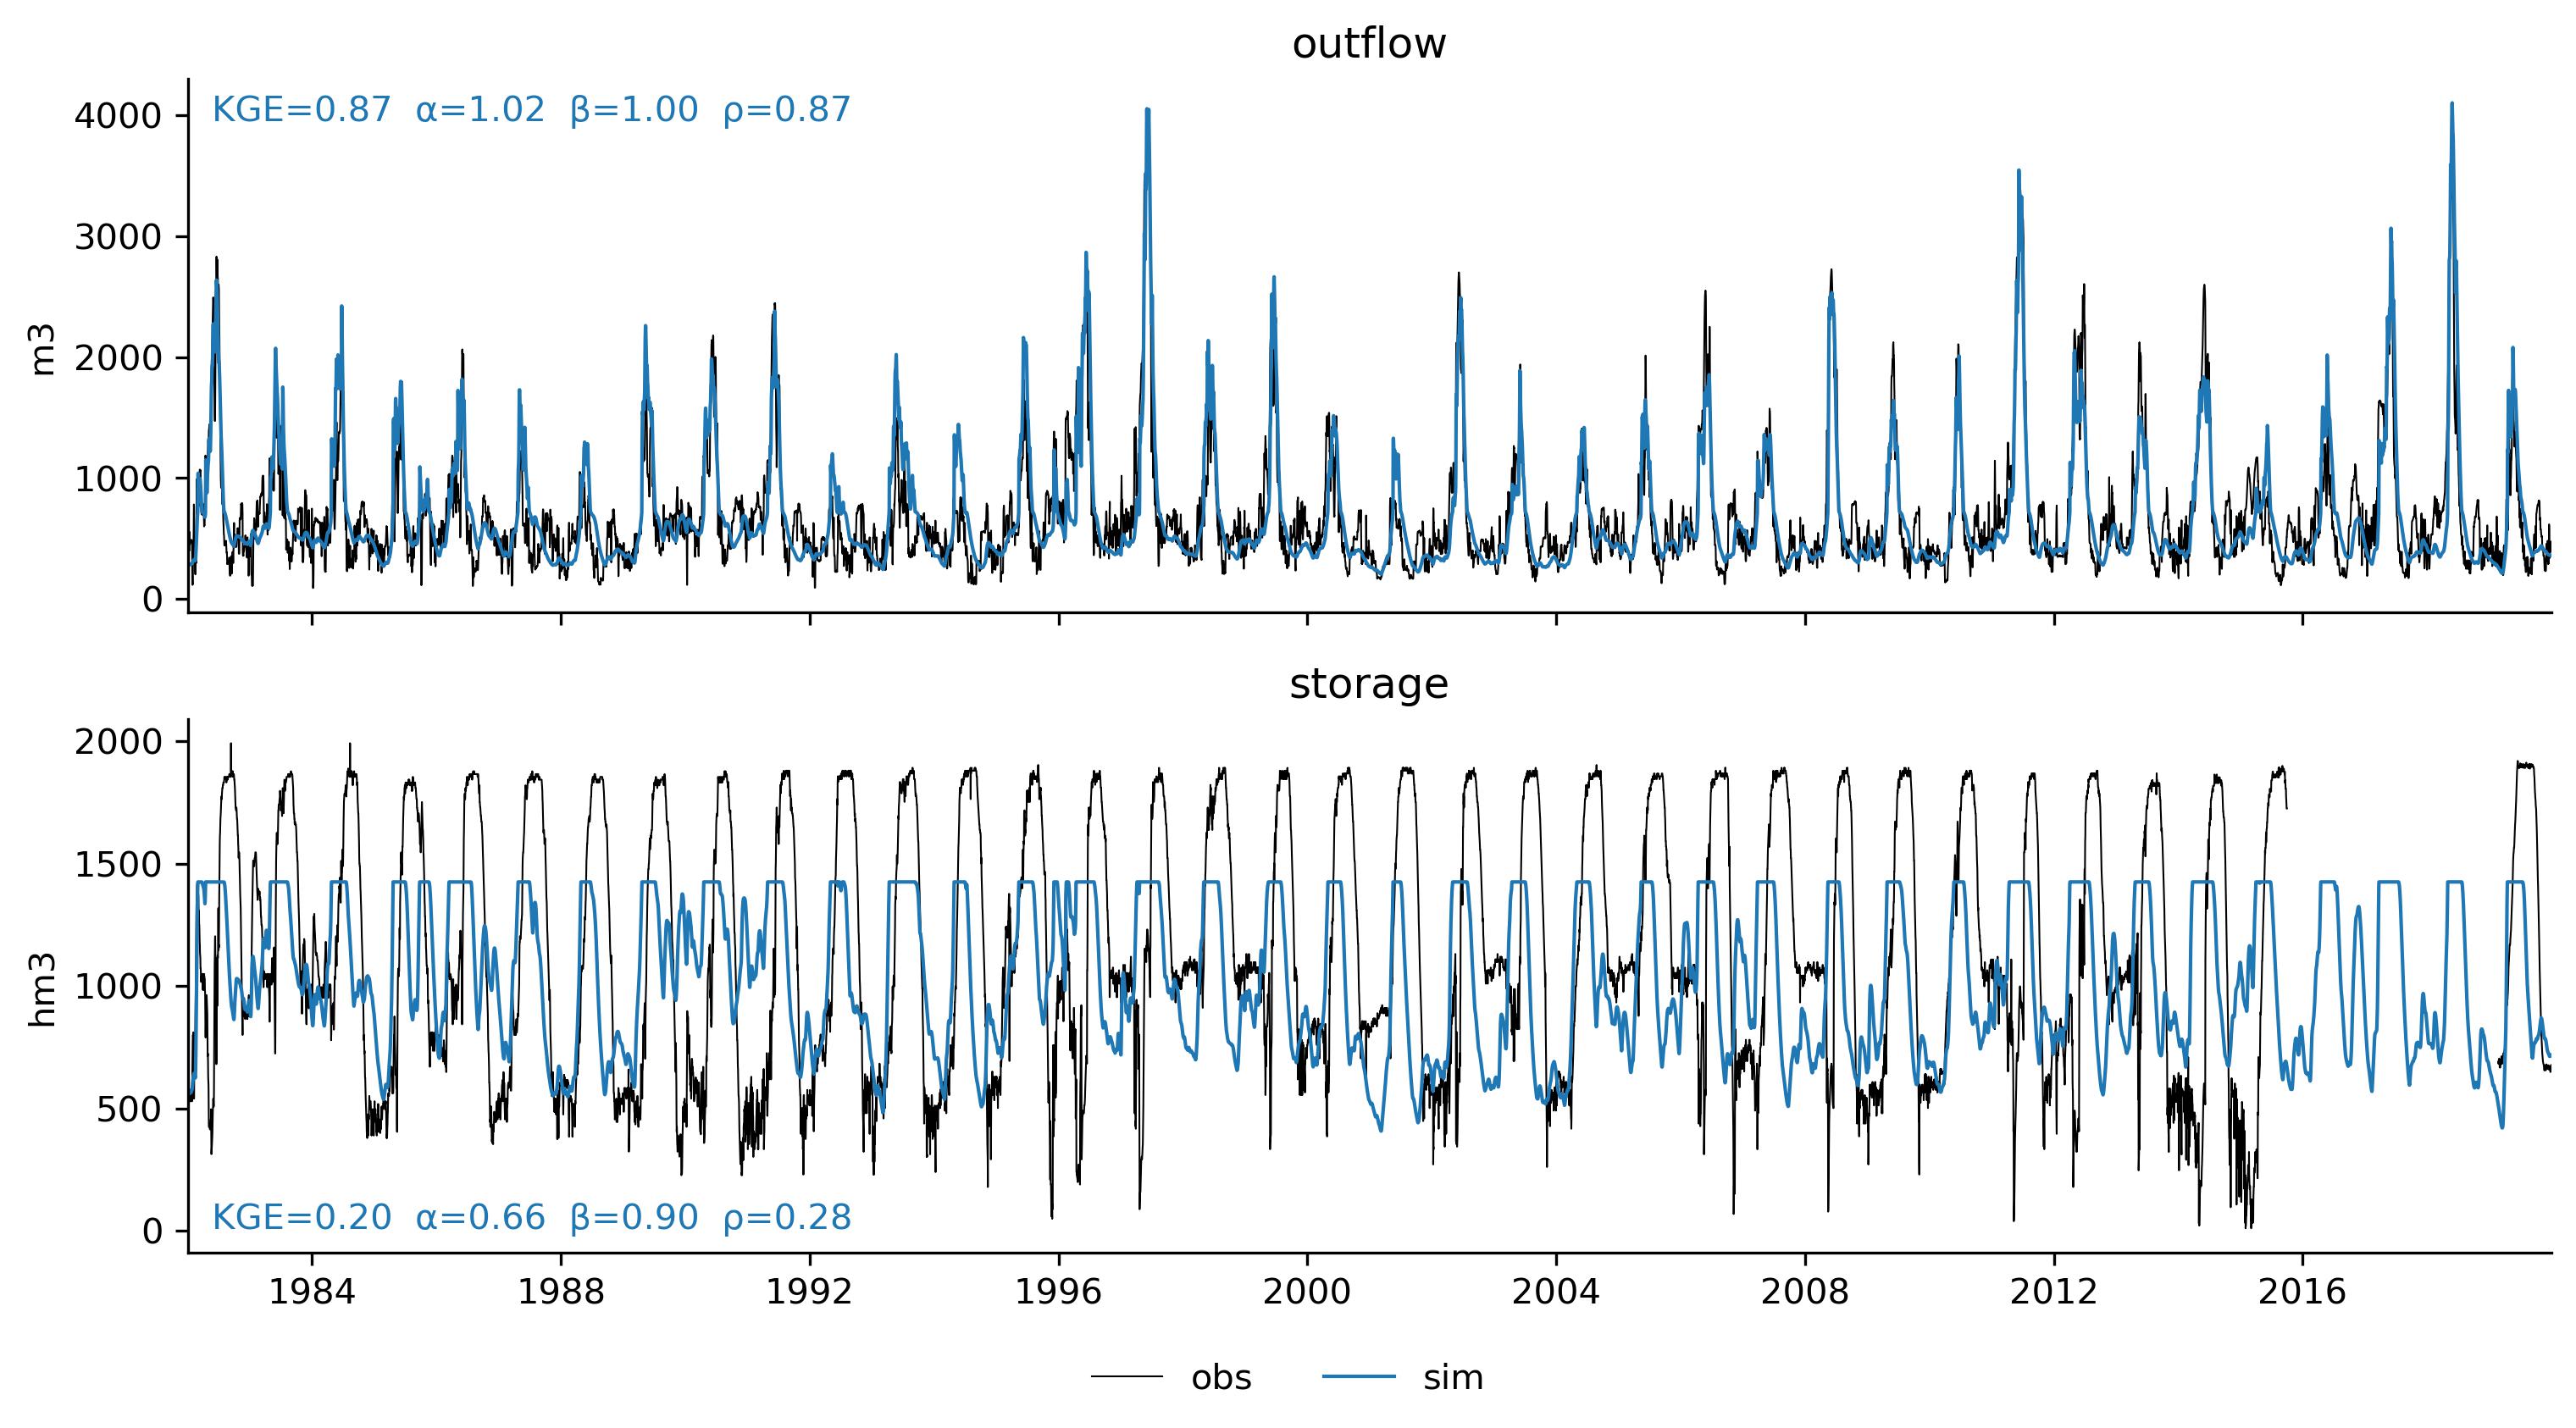 outflow
KGE=0.87 α=1.02 β=1.00 ρ=0.87
4000
3000
2000
1000
0
m3
storage
2000
1500
1000
500
0
hm3
KGE=0.20 α=0.66 β=0.90 ρ=0.28
1984 1988 1992 1996 2000 2004 2008 2012 2016
obs sim